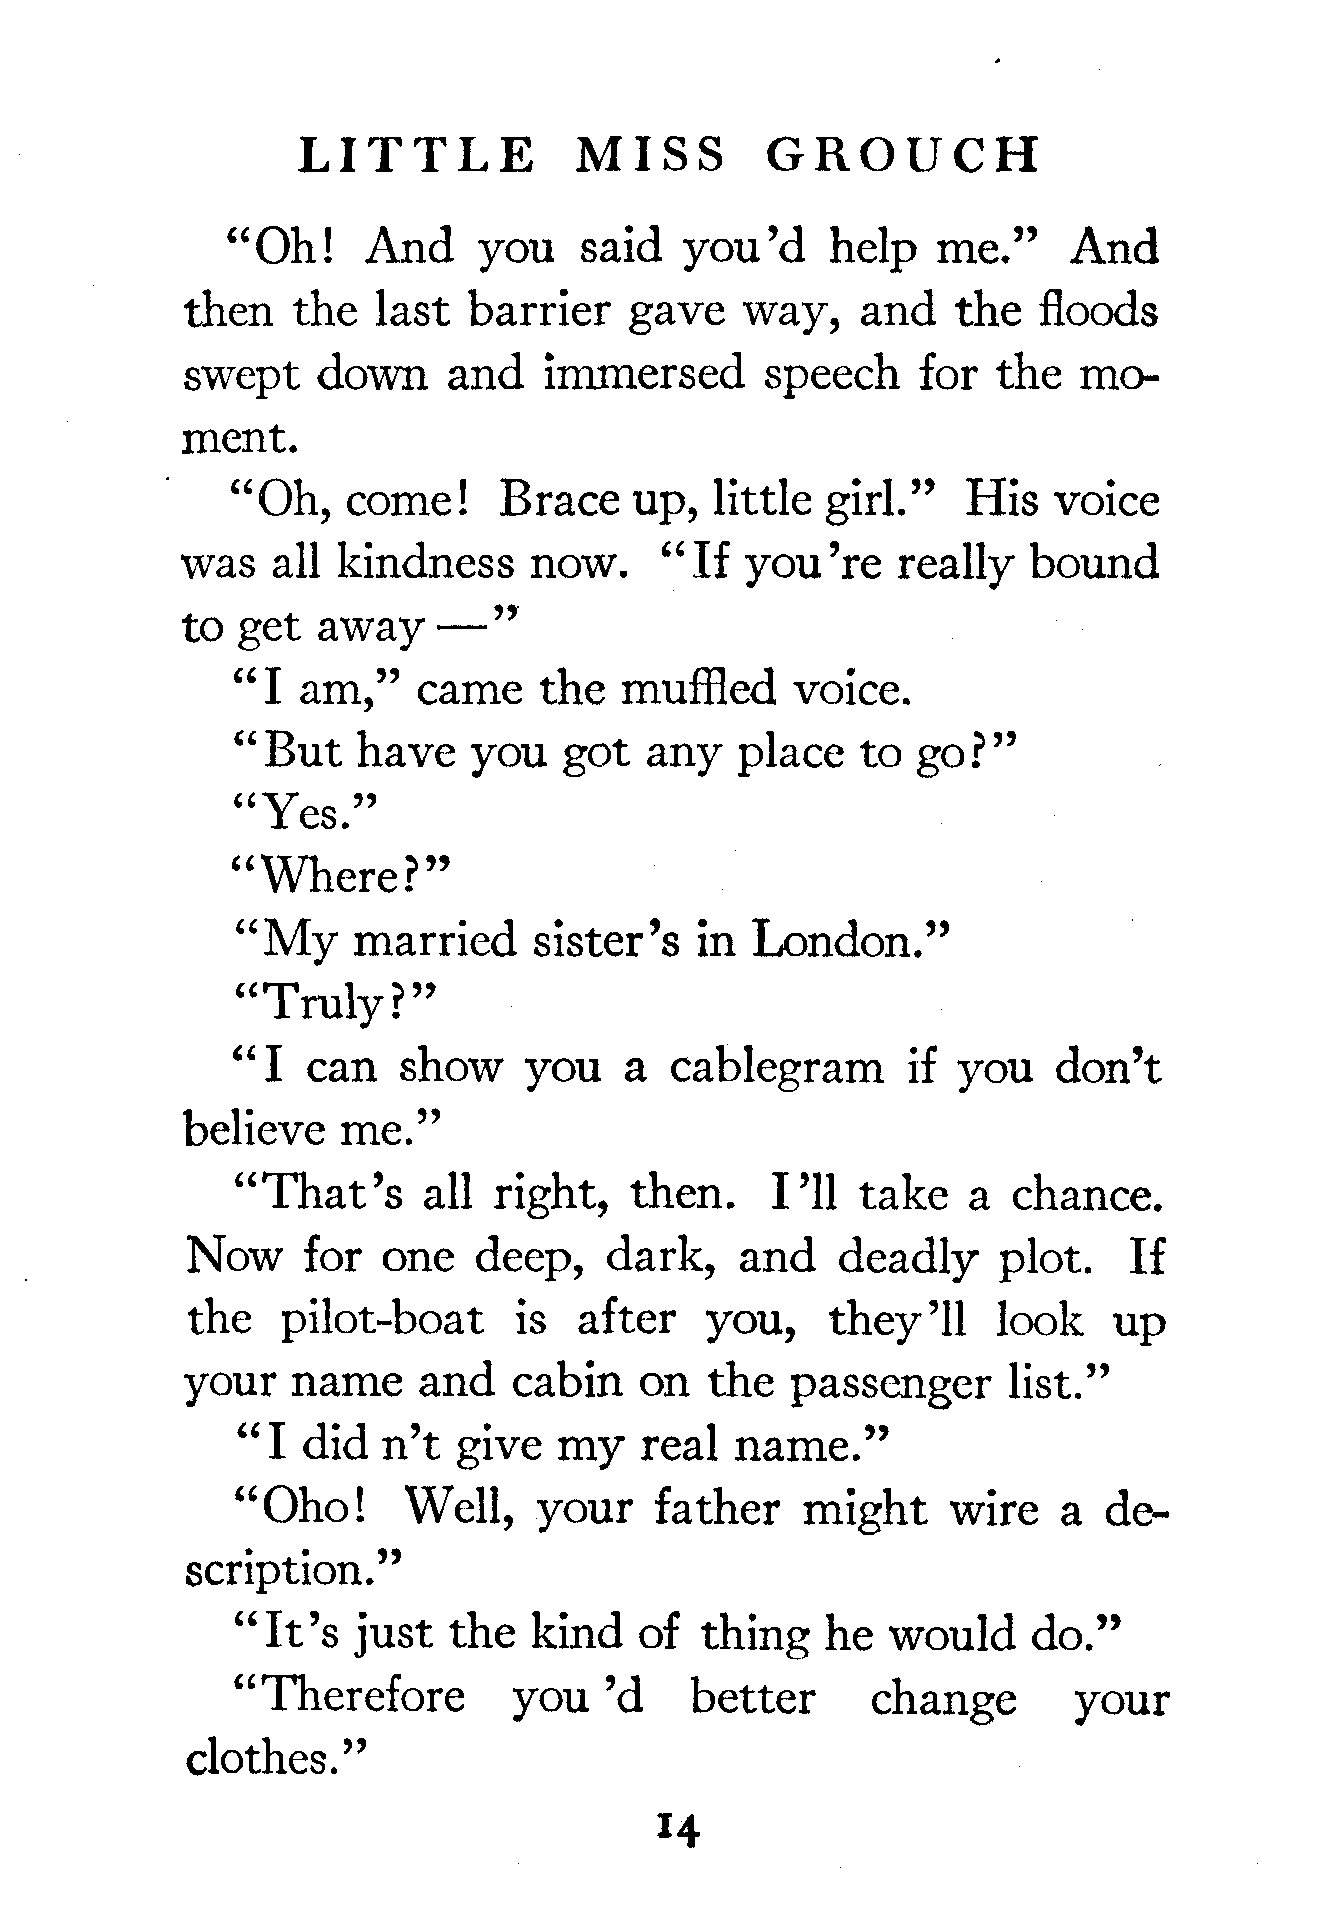 LITTLE MISS GROUCH
“Oh! And you said you’d help me.” And
then the last barrier gave way, and the floods
swept down and immersed speech for the mo-
ment.
“Oh, come! Brace up, little girl.” His voice
was all kindness now. “If you’re really bound
to get away —”
“I am,” came the muffled voice.
“But have you got any place to go?”
“Yes.”
“Where?”
“My married sister’s in London.”
“Truly?”
“I can show you a cablegram if you don’t
believe me.”
“That’s all right, then. I’ll take a chance.
Now for one deep, dark, and deadly plot. If
the pilot-boat is after you, they’ll look up
your name and cabin on the passenger list.”
“I did n’t give my real name.”
“Oho! Well, your father might wire a de-
scription.”
“It’s just the kind of thing he would do.”
“Therefore you ’d better change your
clothes.”
14